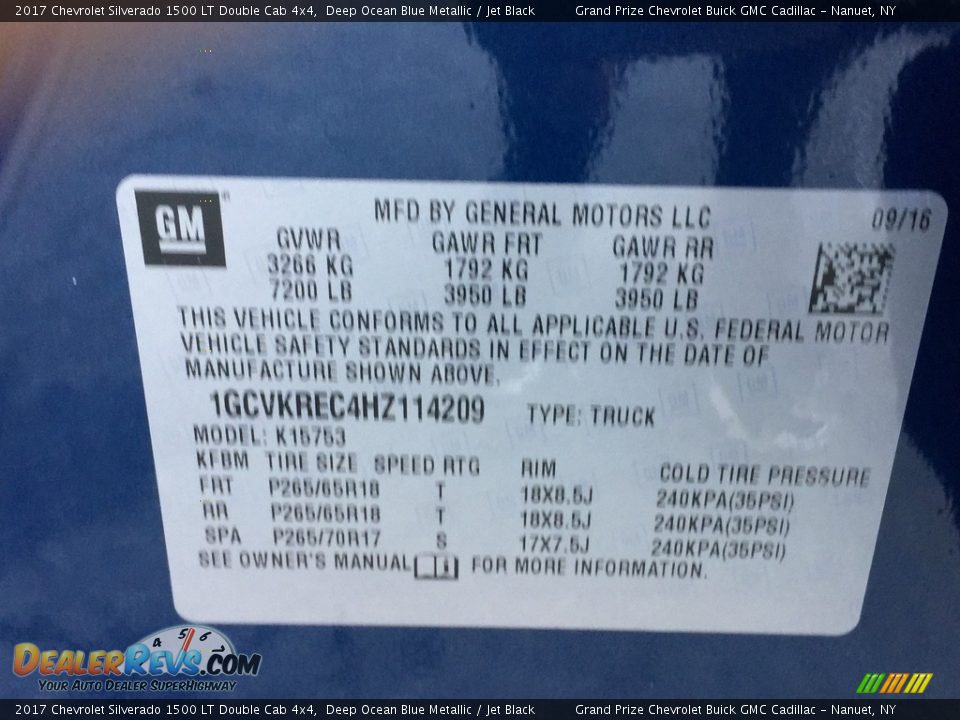 2017 Chevrolet Silverado 1500 LT Double Cab 4x4, Deep Ocean Blue Metallic / Jet Black Grand Prize Chevrolet Buick GMC Cadillac - Nanuet, NY
GM MFD BY GENERAL MOTORS LLC 09/16
GVWR GAWR FRT GAWR RR
3266 KG 1792 KG 1792 KG
7200 LB 3950 LB 3950 LB
THIS VEHICLE CONFORMS TO ALL APPLICABLE U.S. FEDERAL MOTOR
VEHICLE SAFETY STANDARDS IN EFFECT ON THE DATE OF
MANUFACTURE SHOWN ABOVE.
1GCVKREC4HZ114209 TYPE: TRUCK
MODEL: K15753
KFBM TIRE SIZE SPEED RTG RIM COLD TIRE PRESSURE
FRT P265/65R18 T 18X8.5J 240KPA(35PSI)
RR P265/65R18 T 18X8.5J 240KPA(35PSI)
SPA P265/70R17 S 17X7.5J 240KPA(35PSI)
SEE OWNER'S MANUAL FOR MORE INFORMATION.
4 5 6 7
DEALERREVS.COM
YOUR AUTO DEALER SUPERHIGHWAY
2017 Chevrolet Silverado 1500 LT Double Cab 4x4, Deep Ocean Blue Metallic / Jet Black Grand Prize Chevrolet Buick GMC Cadillac - Nanuet, NY